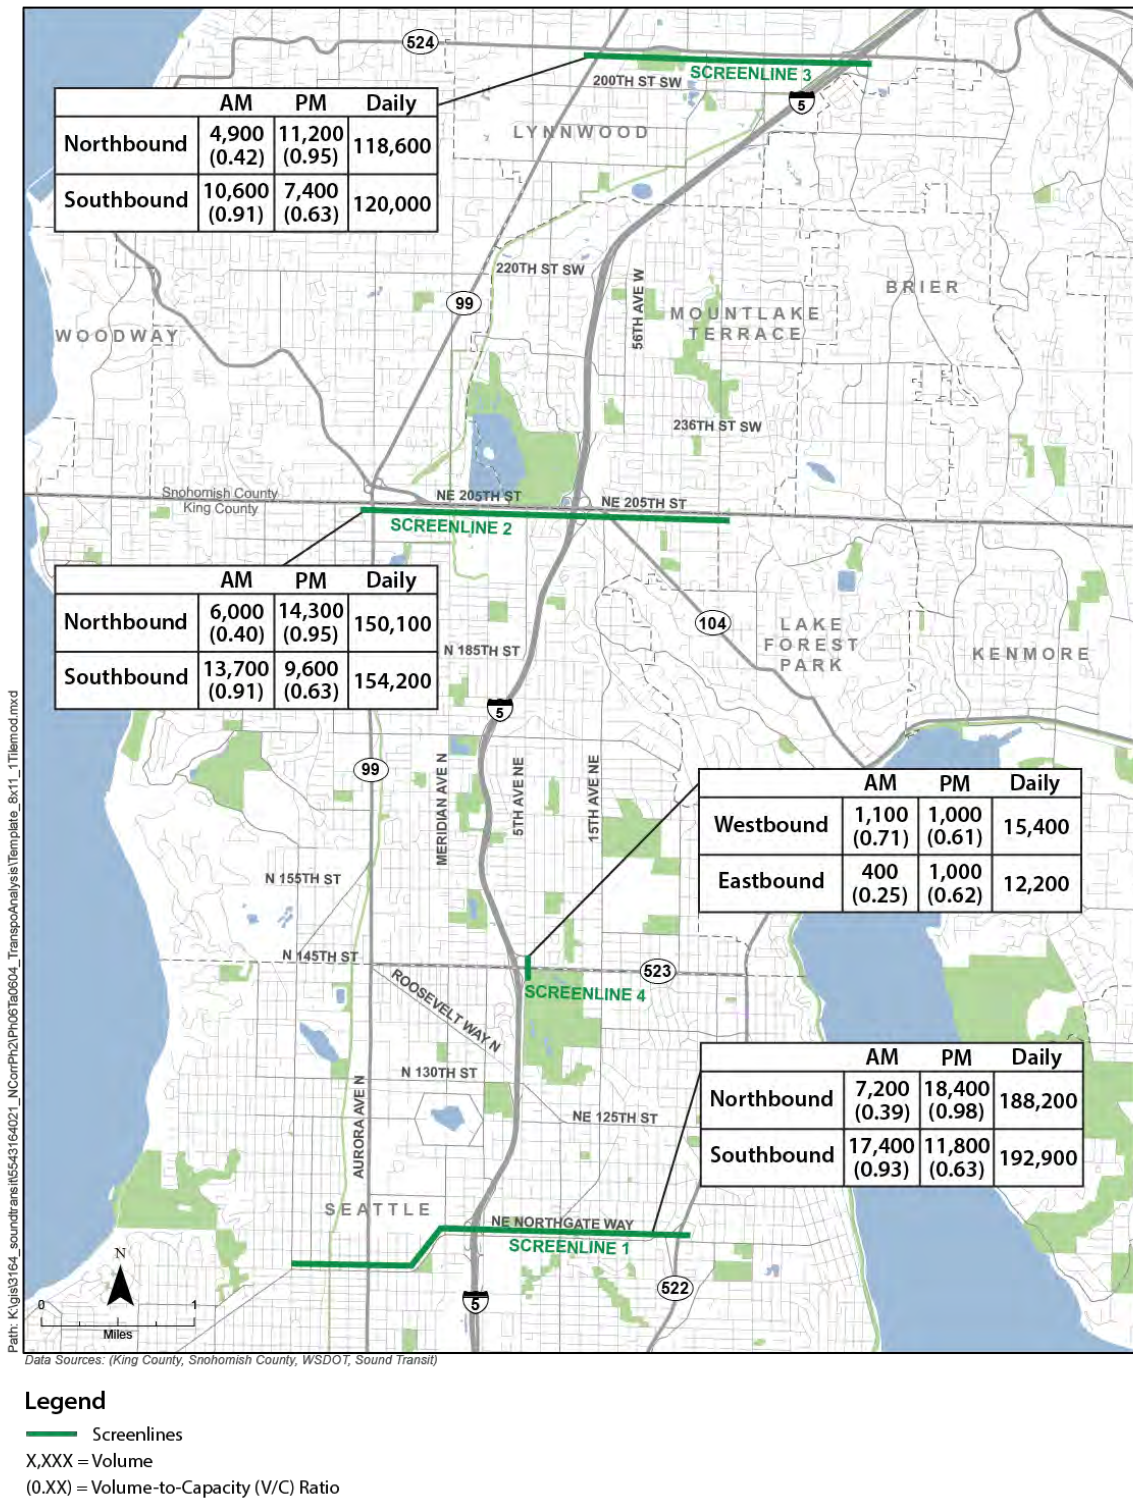 524
SCREENLINE 3
200TH ST SW
5
AM PM Daily
Northbound 4,900 (0.42) 11,200 (0.95) 118,600
Southbound 10,600 (0.91) 7,400 (0.63) 120,000
LYNNWOOD
220TH ST SW
99
56TH AVE W
BRIER
MOUNTLAKE
TERRACE
WOODWAY
236TH ST SW
Snohomish County
King County
NE 205TH ST
NE 205TH ST
SCREENLINE 2
AM PM Daily
Northbound 6,000 (0.40) 14,300 (0.95) 150,100
Southbound 13,700 (0.91) 9,600 (0.63) 154,200
104
LAKE
FOREST
PARK
KENMORE
N 185TH ST
5
99
MERIDIAN AVE N
5TH AVE NE
15TH AVE NE
AM PM Daily
Westbound 1,100 (0.71) 1,000 (0.61) 15,400
Eastbound 400 (0.25) 1,000 (0.62) 12,200
N 155TH ST
N 145TH ST
523
SCREENLINE 4
ROOSEVELT WAY N
N 130TH ST
NE 125TH ST
AURORA AVE N
AM PM Daily
Northbound 7,200 (0.39) 18,400 (0.98) 188,200
Southbound 17,400 (0.93) 11,800 (0.63) 192,900
SEATTLE
NE NORTHGATE WAY
SCREENLINE 1
522
5
N
0 1
Miles
Path: K:\gis\3164_soundtransit\5543164021_NCorrPh2\Ph06Ta0604_TranspoAnalysis\Template_8x11_1Tilemod.mxd
Data Sources: (King County, Snohomish County, WSDOT, Sound Transit)
Legend
Screenlines
X,XXX = Volume
(0.XX) = Volume-to-Capacity (V/C) Ratio